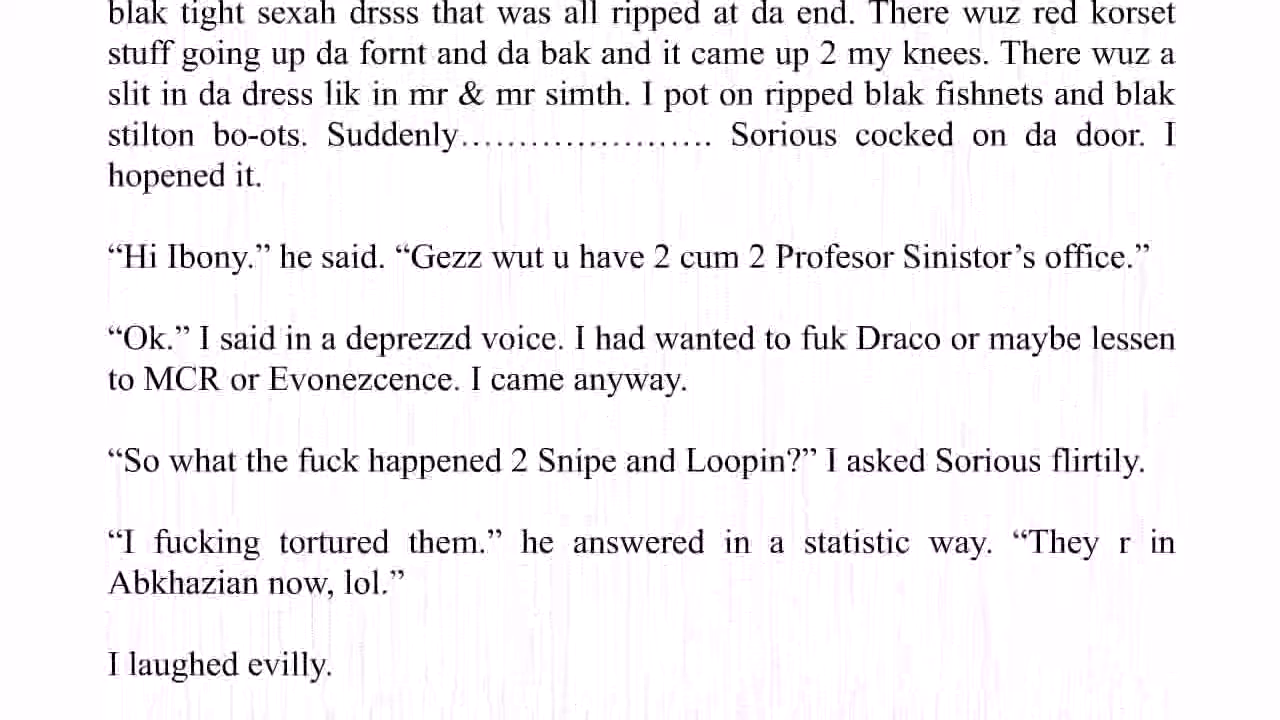 blak tight sexah drsss that was all ripped at da end. There wuz red korset
stuff going up da fornt and da bak and it came up 2 my knees. There wuz a
slit in da dress lik in mr & mr simth. I pot on ripped blak fishnets and blak
stilton bo-ots. Suddenly…………………. Sorious cocked on da door. I
hopened it.
“Hi Ibony.” he said. “Gezz wut u have 2 cum 2 Profesor Sinistor’s office.”
“Ok.” I said in a deprezzd voice. I had wanted to fuk Draco or maybe lessen
to MCR or Evonezcence. I came anyway.
“So what the fuck happened 2 Snipe and Loopin?” I asked Sorious flirtily.
“I fucking tortured them.” he answered in a statistic way. “They r in
Abkhazian now, lol.”
I laughed evilly.